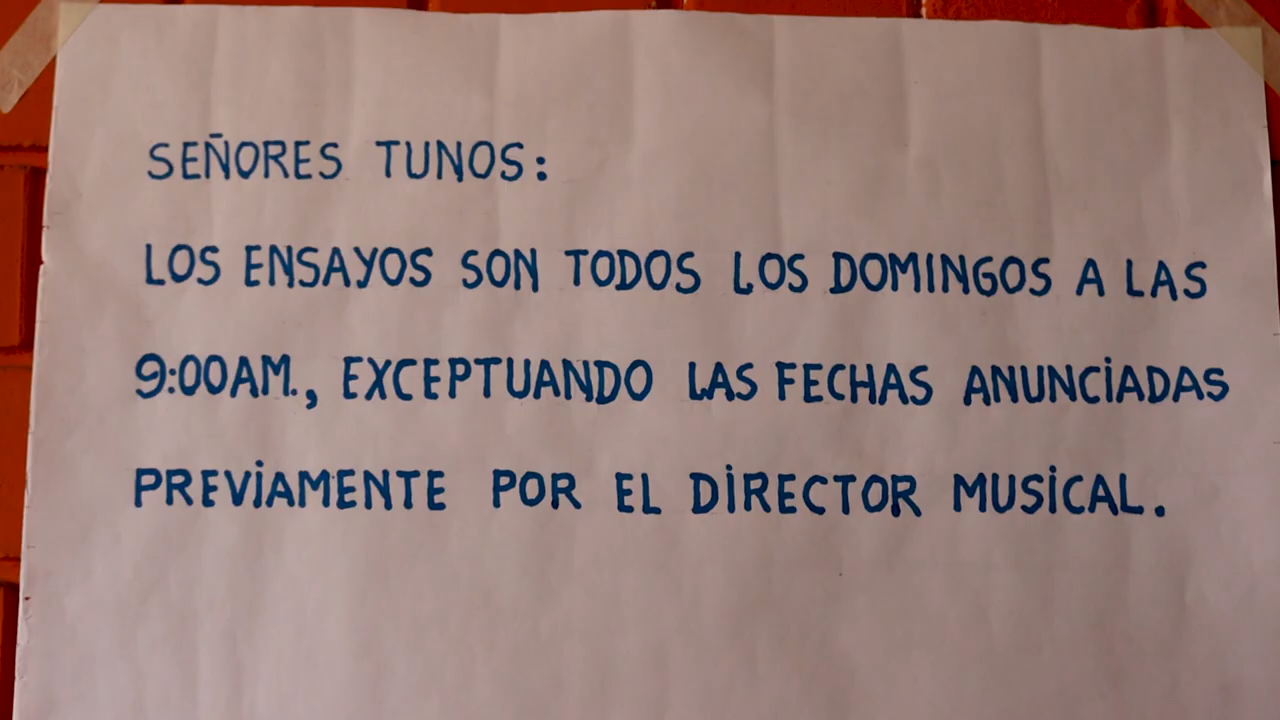 SEÑORES TUNOS:
LOS ENSAYOS SON TODOS LOS DOMINGOS A LAS
9:00AM., EXCEPTUANDO LAS FECHAS ANUNCIADAS
PREVIAMENTE POR EL DIRECTOR MUSICAL.